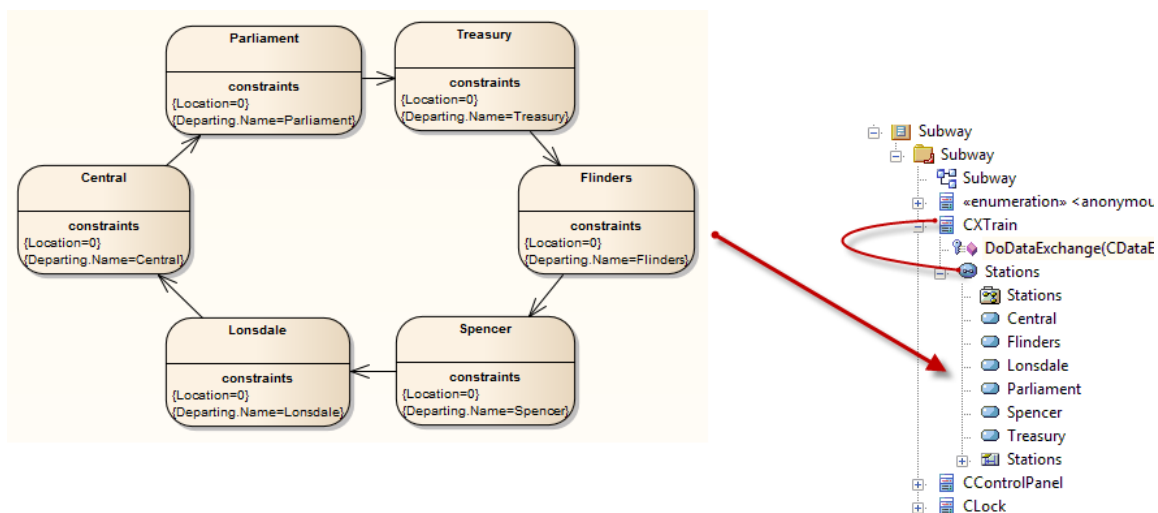 Parliament
constraints
{Location=0}
{Departing.Name=Parliament}
Treasury
constraints
{Location=0}
{Departing.Name=Treasury}
Central
constraints
{Location=0}
{Departing.Name=Central}
Flinders
constraints
{Location=0}
{Departing.Name=Flinders}
Lonsdale
constraints
{Location=0}
{Departing.Name=Lonsdale}
Spencer
constraints
{Location=0}
{Departing.Name=Spencer}
Subway
Subway
Subway
«enumeration» <anonymou
CXTrain
DoDataExchange(CDataE
Stations
Stations
Central
Flinders
Lonsdale
Parliament
Spencer
Treasury
Stations
CControlPanel
CLock